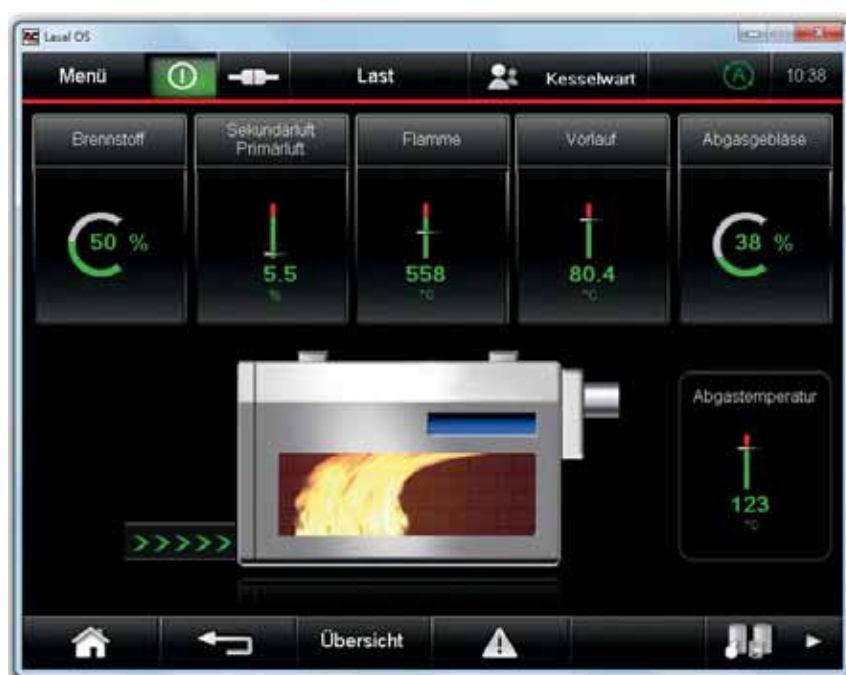 Lasal OS
Menü
Last
Kesselwart
10:38
Brennstoff
Sekundärluft
Primärluft
Flamme
Vorlauf
Abgasgebläse
50 %
5.5
%
558
°C
80.4
°C
38 %
Abgastemperatur
123
°C
>>>>>
Übersicht